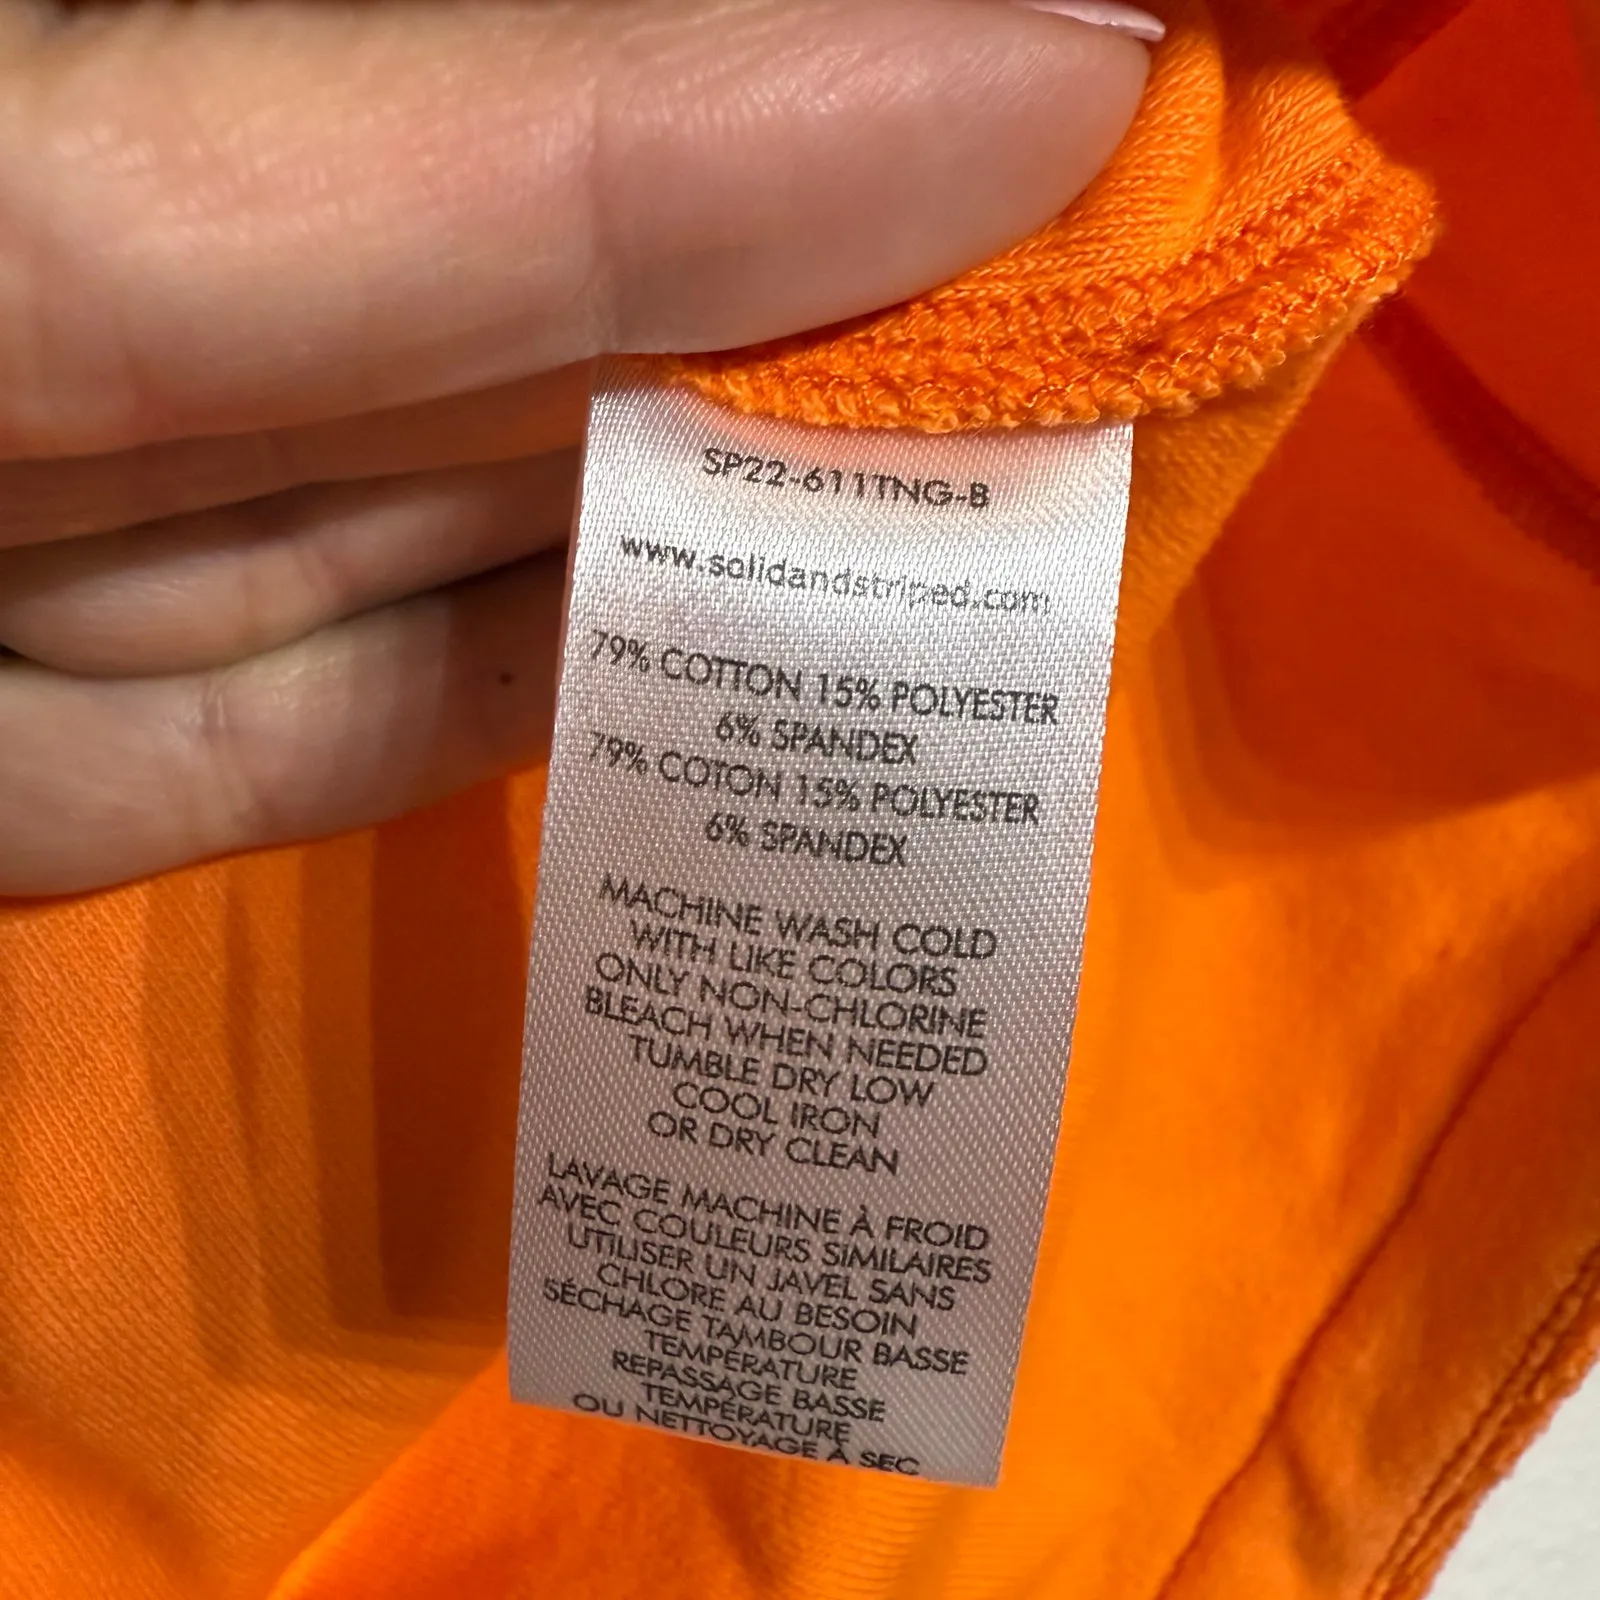 SP22-611TNG-B
www.solidandstriped.com
79% COTTON 15% POLYESTER
6% SPANDEX
79% COTON 15% POLYESTER
6% SPANDEX
MACHINE WASH COLD
WITH LIKE COLORS
ONLY NON-CHLORINE
BLEACH WHEN NEEDED
TUMBLE DRY LOW
COOL IRON
OR DRY CLEAN
LAVAGE MACHINE À FROID
AVEC COULEURS SIMILAIRES
UTILISER UN JAVEL SANS
CHLORE AU BESOIN
SÉCHAGE TAMBOUR BASSE
TEMPÉRATURE
REPASSAGE BASSE
TEMPÉRATURE
OU NETTOYAGE À SEC